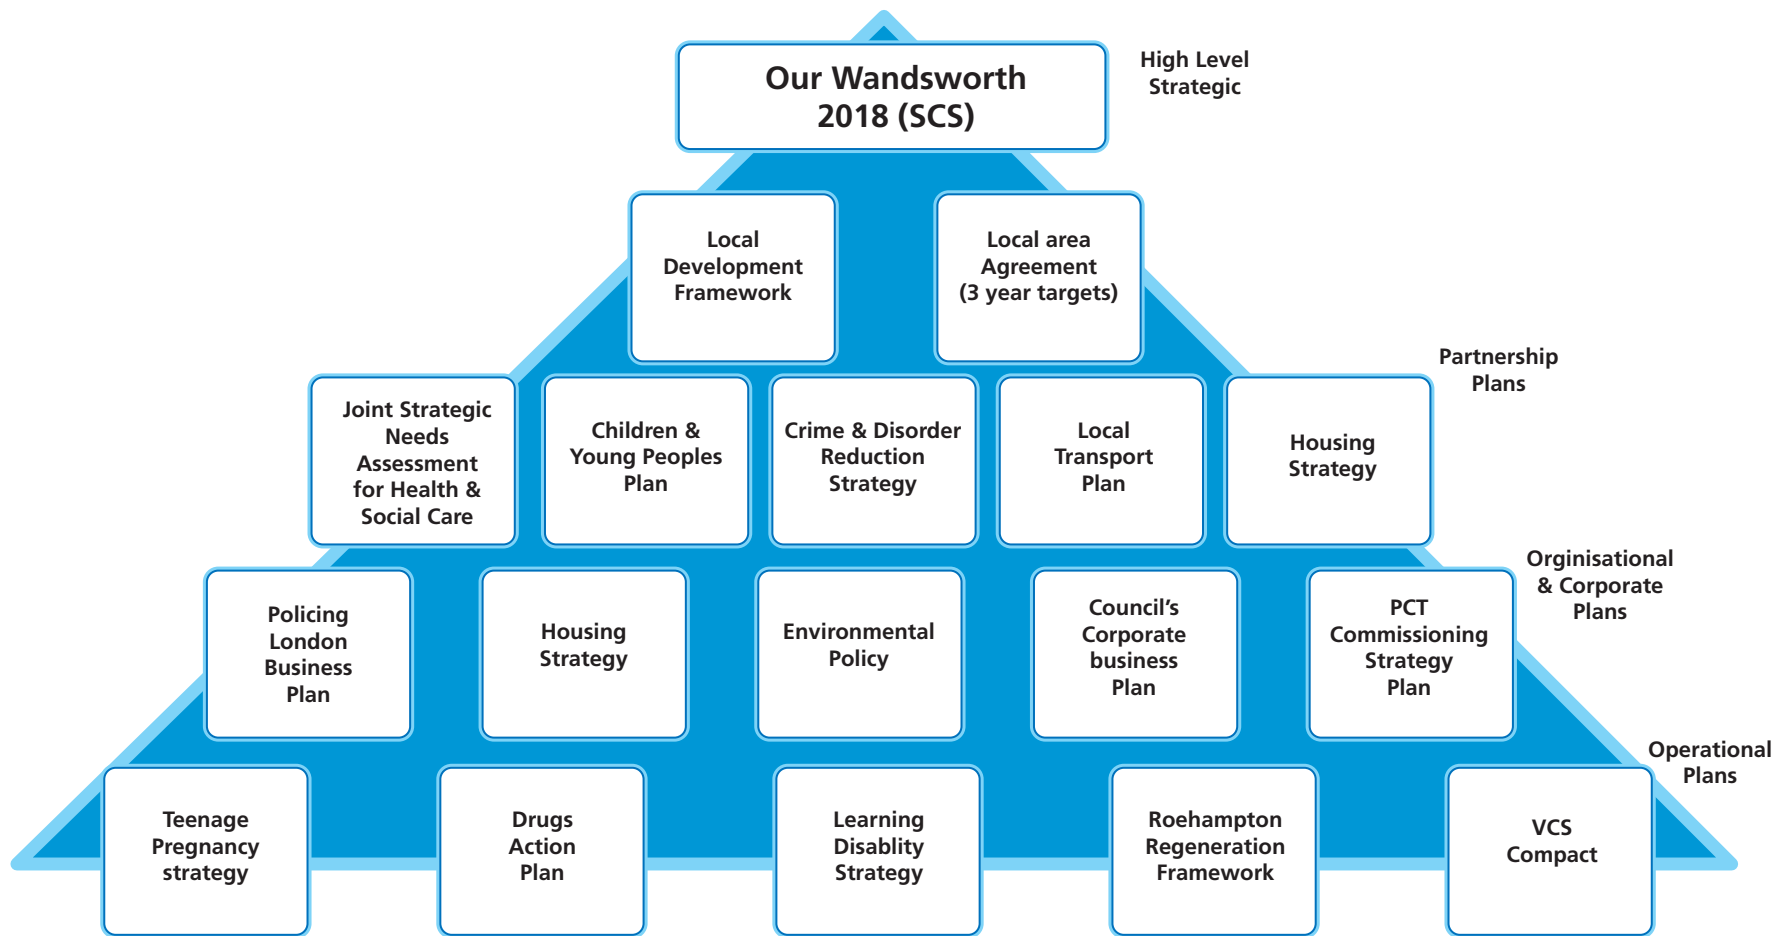 Our Wandsworth
2018 (SCS)
High Level
Strategic
Local
Development
Framework
Local area
Agreement
(3 year targets)
Partnership
Plans
Joint Strategic
Needs
Assessment
for Health &
Social Care
Children &
Young Peoples
Plan
Crime & Disorder
Reduction
Strategy
Local
Transport
Plan
Housing
Strategy
Orginisational
& Corporate
Plans
Policing
London
Business
Plan
Housing
Strategy
Environmental
Policy
Council’s
Corporate
business
Plan
PCT
Commissioning
Strategy
Plan
Operational
Plans
Teenage
Pregnancy
strategy
Drugs
Action
Plan
Learning
Disablity
Strategy
Roehampton
Regeneration
Framework
VCS
Compact